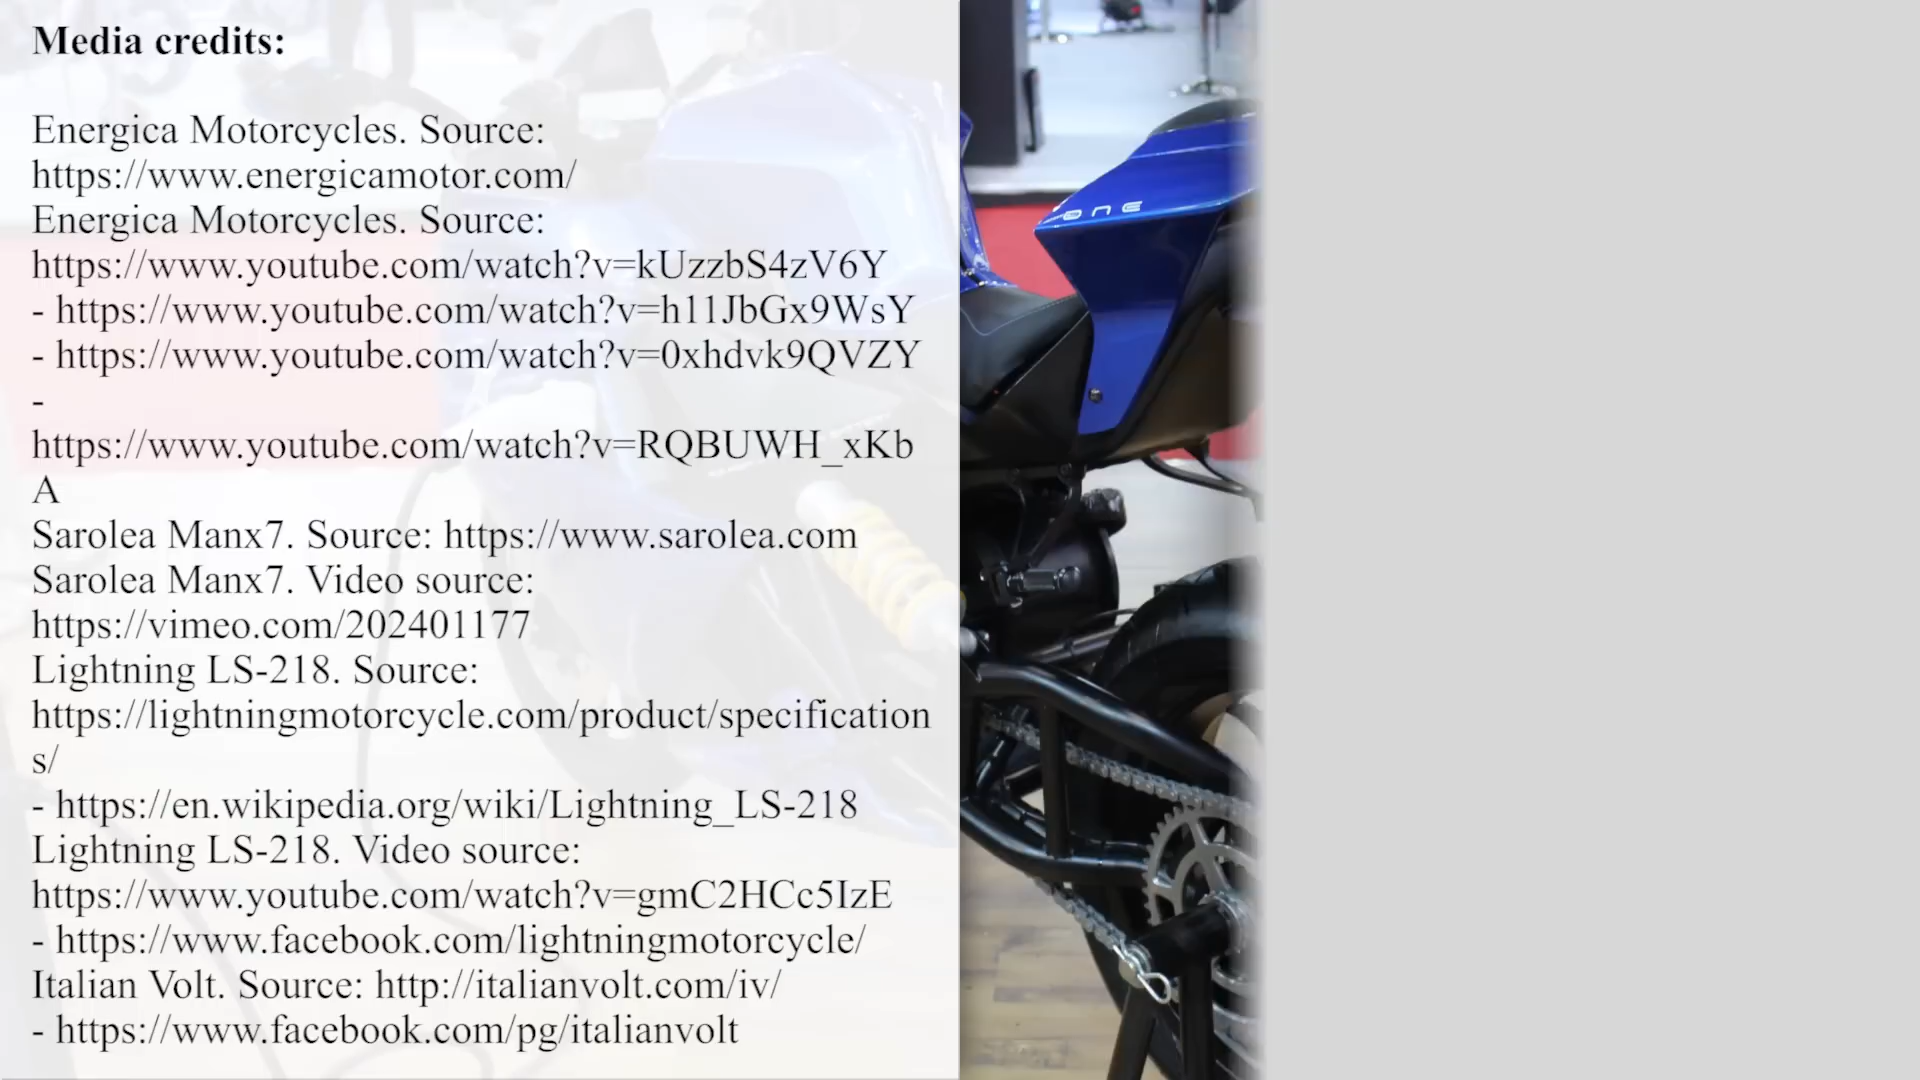 Media credits:
Energica Motorcycles. Source:
https://www.energicamotor.com/
Energica Motorcycles. Source:
https://www.youtube.com/watch?v=kUzzbS4zV6Y
- https://www.youtube.com/watch?v=h11JbGx9WsY
- https://www.youtube.com/watch?v=0xhdvk9QVZY
-
https://www.youtube.com/watch?v=RQBUWH_xKb
A
Sarolea Manx7. Source: https://www.sarolea.com
Sarolea Manx7. Video source:
https://vimeo.com/202401177
Lightning LS-218. Source:
https://lightningmotorcycle.com/product/specification
s/
- https://en.wikipedia.org/wiki/Lightning_LS-218
Lightning LS-218. Video source:
https://www.youtube.com/watch?v=gmC2HCc5IzE
- https://www.facebook.com/lightningmotorcycle/
Italian Volt. Source: http://italianvolt.com/iv/
- https://www.facebook.com/pg/italianvolt
one